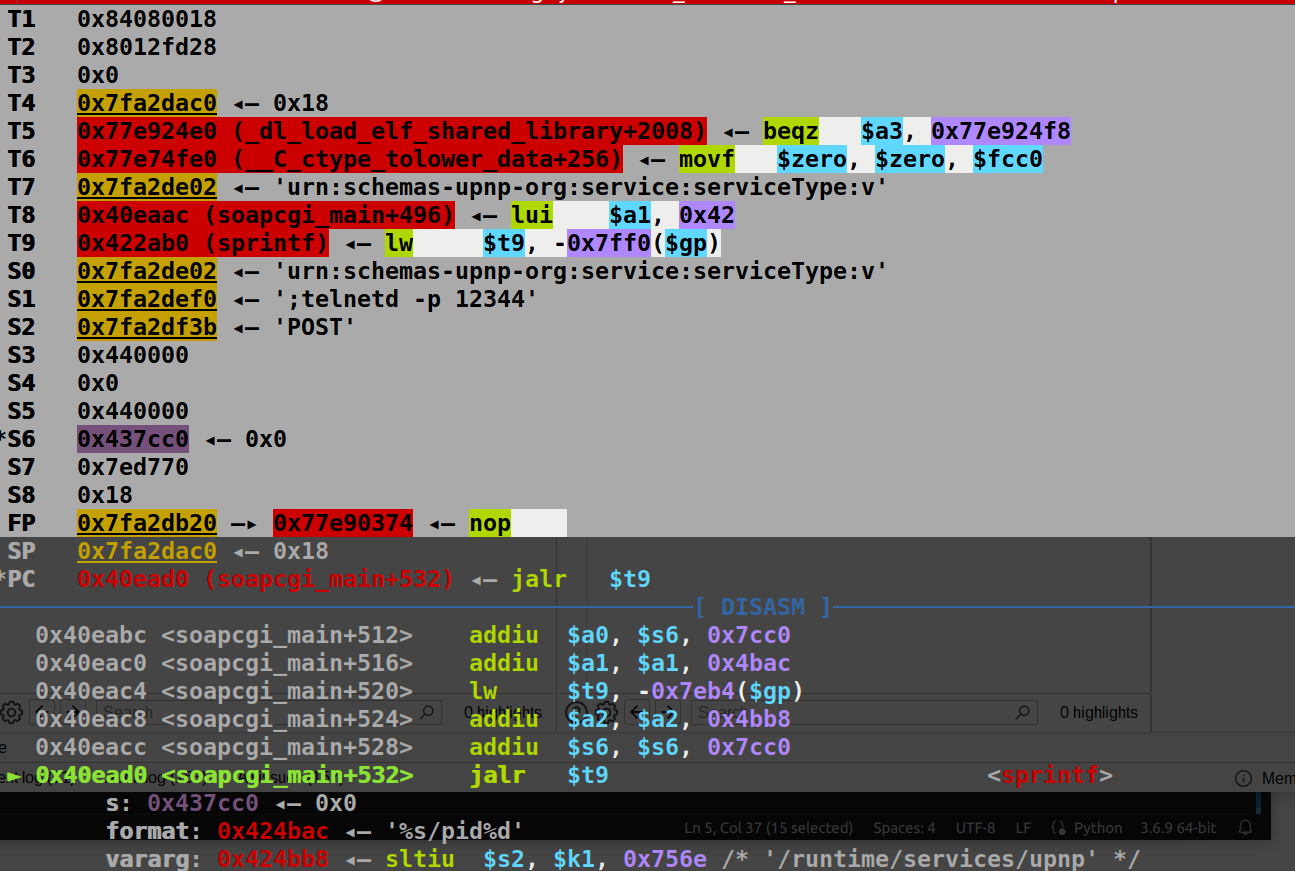 T1 0x84080018
T2 0x8012fd28
T3 0x0
T4 0x7fa2dac0 ◂— 0x18
T5 0x77e924e0 (_dl_load_elf_shared_library+2008) ◂— beqz $a3, 0x77e924f8
T6 0x77e74fe0 (__C_ctype_tolower_data+256) ◂— movf $zero, $zero, $fcc0
T7 0x7fa2de02 ◂— 'urn:schemas-upnp-org:service:serviceType:v'
T8 0x40eaac (soapcgi_main+496) ◂— lui $a1, 0x42
T9 0x422ab0 (sprintf) ◂— lw $t9, -0x7ff0($gp)
S0 0x7fa2de02 ◂— 'urn:schemas-upnp-org:service:serviceType:v'
S1 0x7fa2def0 ◂— ';telnetd -p 12344'
S2 0x7fa2df3b ◂— 'POST'
S3 0x440000
S4 0x0
S5 0x440000
*S6 0x437cc0 ◂— 0x0
S7 0x7ed770
S8 0x18
FP 0x7fa2db20 —▸ 0x77e90374 ◂— nop
SP 0x7fa2dac0 ◂— 0x18
*PC 0x40ead0 (soapcgi_main+532) ◂— jalr $t9
[ DISASM ]
0x40eabc <soapcgi_main+512> addiu $a0, $s6, 0x7cc0
0x40eac0 <soapcgi_main+516> addiu $a1, $a1, 0x4bac
0x40eac4 <soapcgi_main+520> lw $t9, -0x7eb4($gp)
0x40eac8 <soapcgi_main+524> addiu $a2, $a2, 0x4bb8
Search 0 highlights Search 0 highlights
0x40eacc <soapcgi_main+528> addiu $s6, $s6, 0x7cc0
► 0x40ead0 <soapcgi_main+532> jalr $t9 <sprintf>
s: 0x437cc0 ◂— 0x0
format: 0x424bac ◂— '%s/pid%d'
Ln 5, Col 37 (15 selected) Spaces: 4 UTF-8 LF Python 3.6.9 64-bit
vararg: 0x424bb8 ◂— sltiu $s2, $k1, 0x756e /* '/runtime/services/upnp' */